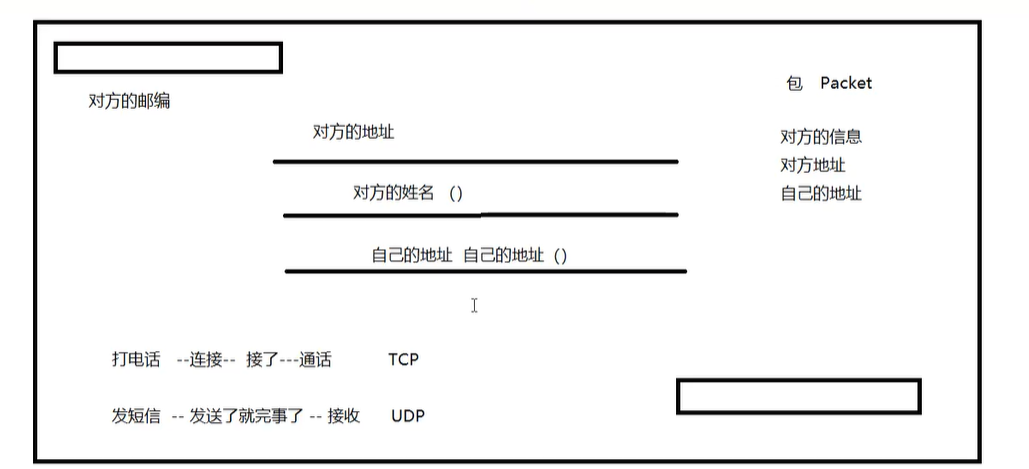 对方的邮编
对方的地址
对方的姓名 ()
自己的地址 自己的地址 ()
包 Packet
对方的信息
对方地址
自己的地址
打电话 --连接-- 接了---通话 TCP
发短信 -- 发送了就完事了 -- 接收 UDP